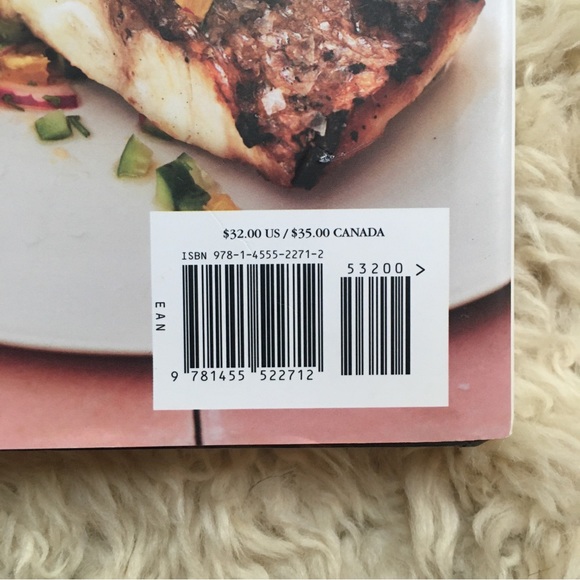 $32.00 US / $35.00 CANADA
ISBN 978-1-4555-2271-2
53200 >
EAN
9 781455 522712